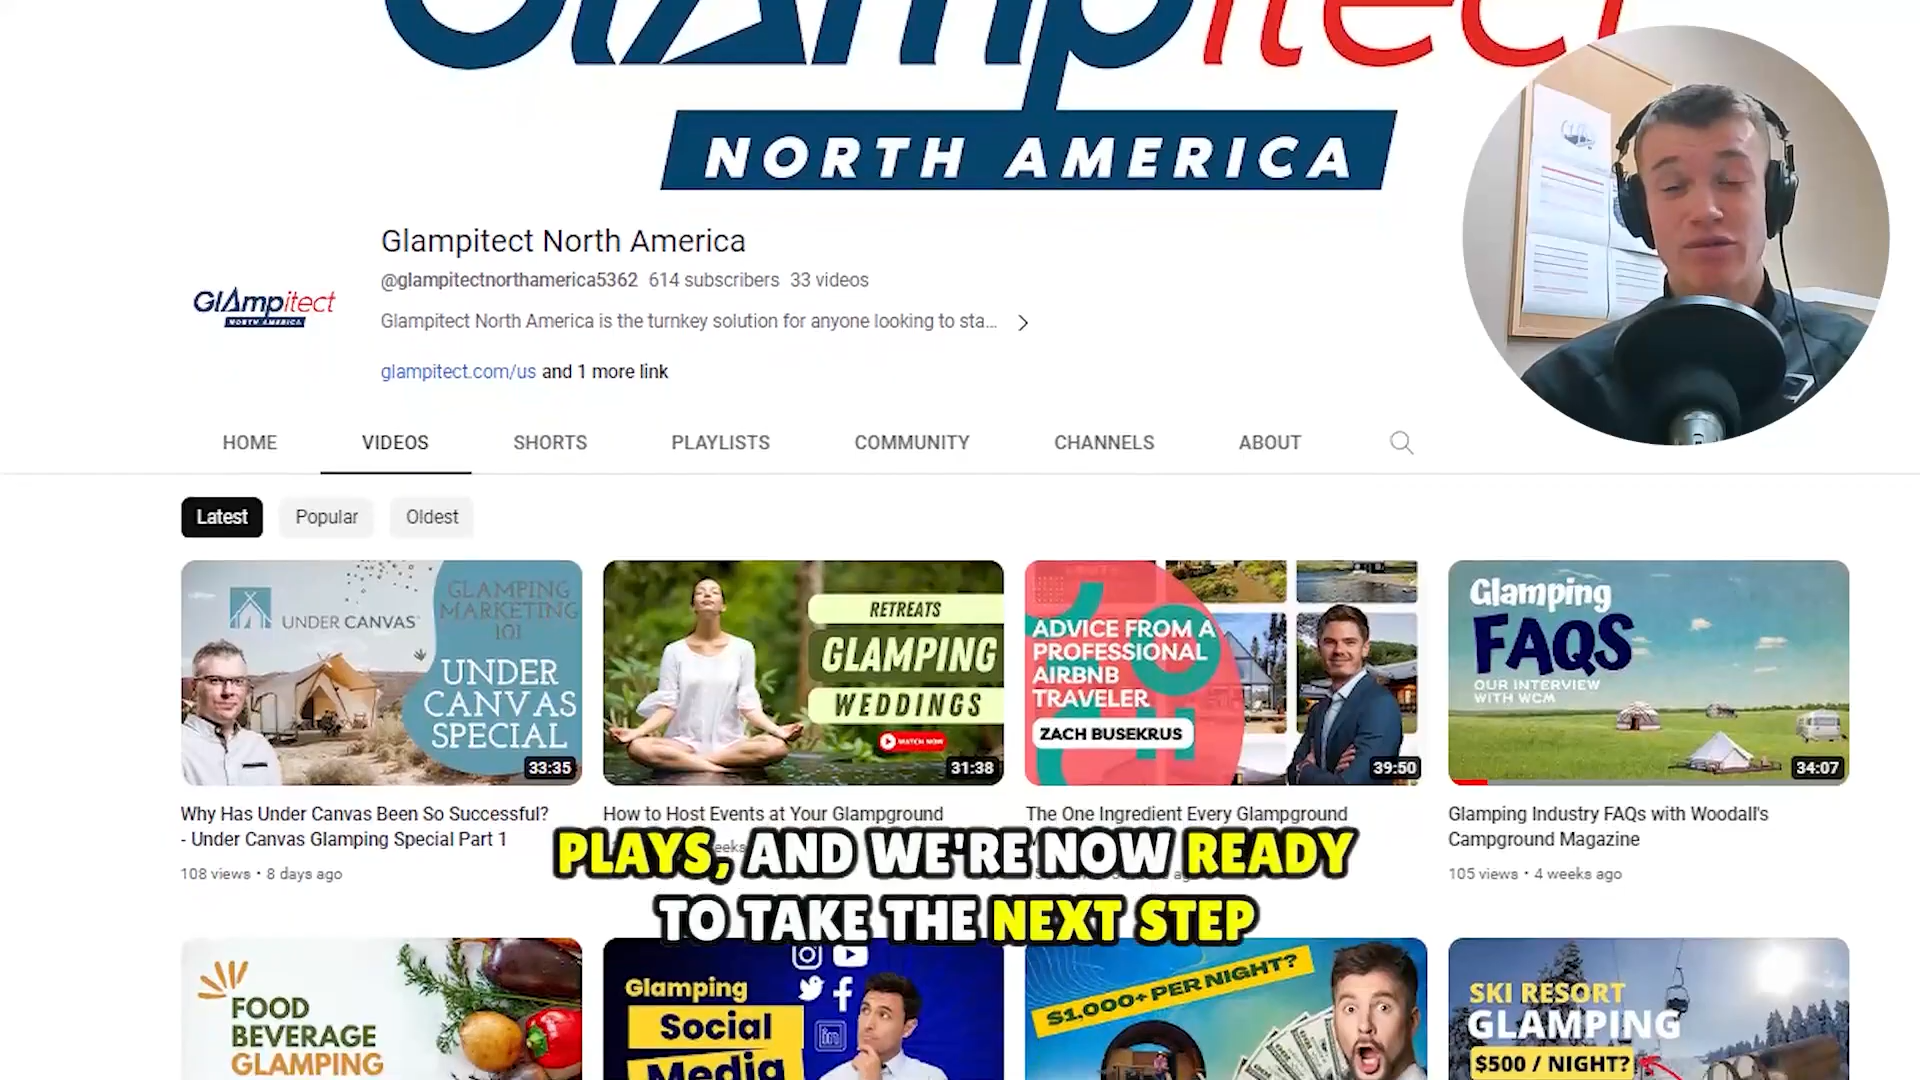 Glampitect
NORTH AMERICA
Glampitect North America
@glampitectnorthamerica5362 614 subscribers 33 videos
Glampitect
NORTH AMERICA
Glampitect North America is the turnkey solution for anyone looking to sta...
glampitect.com/us and 1 more link
HOME VIDEOS SHORTS PLAYLISTS COMMUNITY CHANNELS ABOUT
Latest Popular Oldest
UNDER CANVAS
GLAMPING
MARKETING
101
UNDER
CANVAS
SPECIAL
33:35
RETREATS
GLAMPING
WEDDINGS
WATCH NOW
31:38
ADVICE FROM A
PROFESSIONAL
AIRBNB
TRAVELER
ZACH BUSEKRUS
39:50
Glamping
FAQS
OUR INTERVIEW
WITH WCM
34:07
Why Has Under Canvas Been So Successful?
- Under Canvas Glamping Special Part 1
108 views • 8 days ago
How to Host Events at Your Glampground
The One Ingredient Every Glampground
Glamping Industry FAQs with Woodall's
Campground Magazine
105 views • 4 weeks ago
PLAYS, AND WE'RE NOW READY
TO TAKE THE NEXT STEP
FOOD
BEVERAGE
GLAMPING
Glamping
Social
Media
in
$1,000+ PER NIGHT?
SKI RESORT
GLAMPING
$500 / NIGHT?